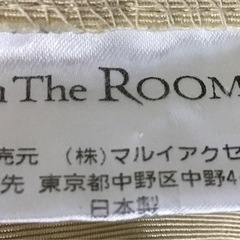 The ROOM
売元 (株)マルイアクセ
先 東京都中野区中野4-
日本製